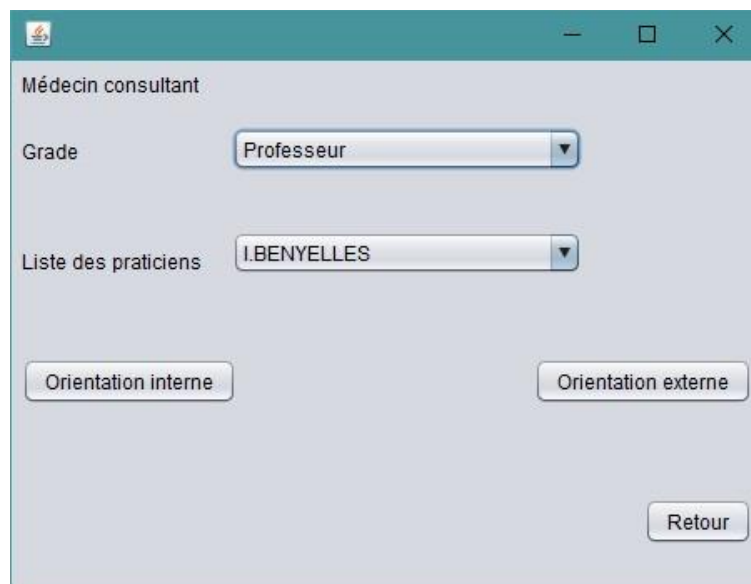 Médecin consultant
Grade
Professeur
Liste des praticiens
I.BENYELLES
Orientation interne
Orientation externe
Retour